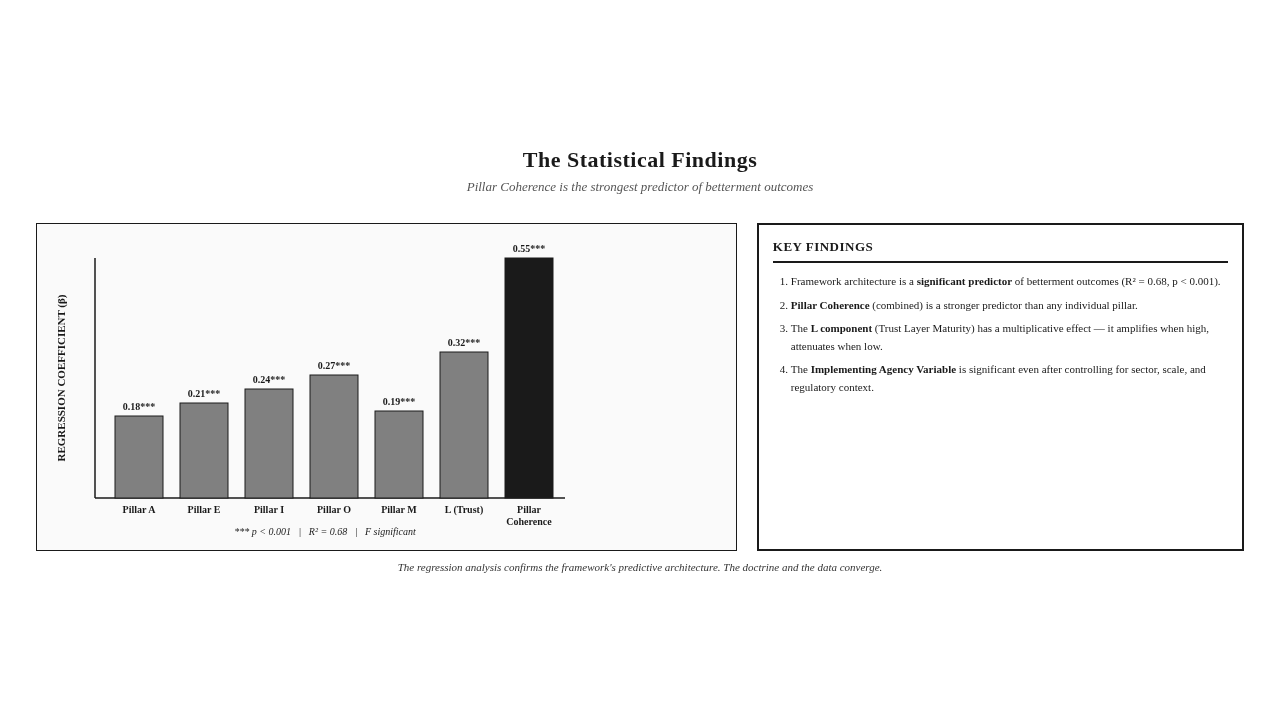 The Statistical Findings
Pillar Coherence is the strongest predictor of betterment outcomes
REGRESSION COEFFICIENT (β)
0.18***
0.21***
0.24***
0.27***
0.19***
0.32***
0.55***
Pillar A
Pillar E
Pillar I
Pillar O
Pillar M
L (Trust)
Pillar
Coherence
*** p < 0.001 | R² = 0.68 | F significant
KEY FINDINGS
1. Framework architecture is a significant predictor of betterment outcomes (R² = 0.68, p < 0.001).
2. Pillar Coherence (combined) is a stronger predictor than any individual pillar.
3. The L component (Trust Layer Maturity) has a multiplicative effect — it amplifies when high,
attenuates when low.
4. The Implementing Agency Variable is significant even after controlling for sector, scale, and
regulatory context.
The regression analysis confirms the framework's predictive architecture. The doctrine and the data converge.